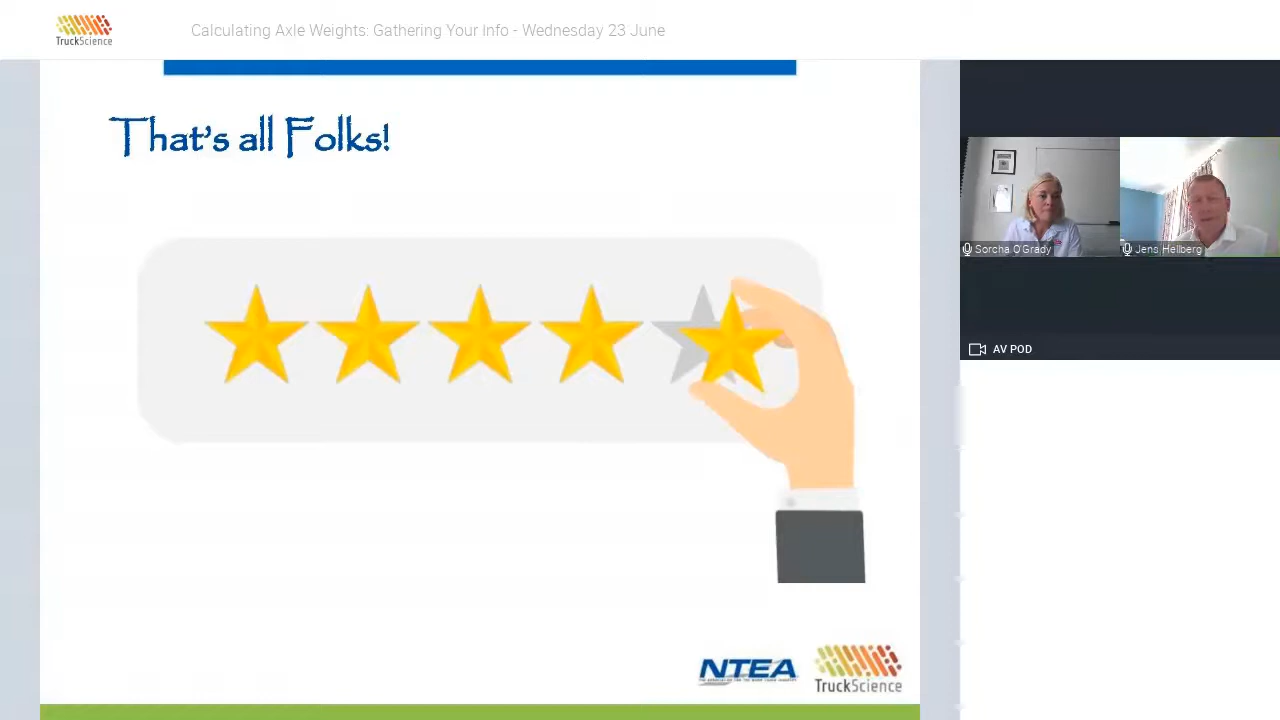 TruckScience
Calculating Axle Weights: Gathering Your Info - Wednesday 23 June
That's all Folks!
Sorcha O'Grady
Jens Hellberg
AV POD
NTEA
TruckScience